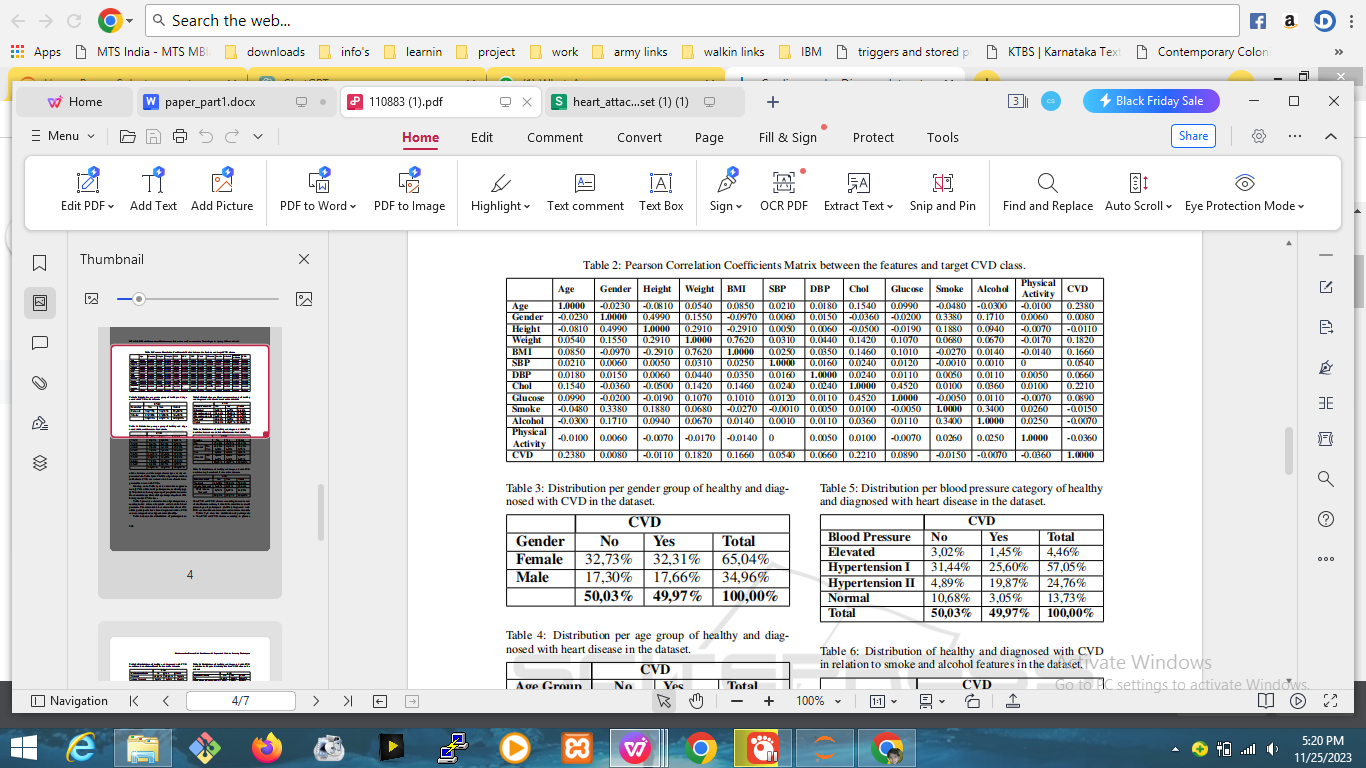 Search the web...
Apps MTS India - MTS MBl downloads info's learnin project work army links walkin links IBM triggers and stored p KTBS | Karnataka Text Contemporary Colon »
Home paper_part1.docx 110883 (1).pdf heart_attac...set (1) (1) + 3 CS Black Friday Sale
Menu Home Edit Comment Convert Page Fill & Sign Protect Tools Share
Edit PDF Add Text Add Picture PDF to Word PDF to Image Highlight Text comment Text Box Sign OCR PDF Extract Text Snip and Pin Find and Replace Auto Scroll Eye Protection Mode
Thumbnail
4
Table 2: Pearson Correlation Coefficients Matrix between the features and target CVD class.
Age Gender Height Weight BMI SBP DBP Chol Glucose Smoke Alcohol Physical Activity CVD
Age 1.0000 -0.0230 -0.0810 0.0540 0.0850 0.0210 0.0180 0.1540 0.0990 -0.0480 -0.0300 -0.0100 0.2380
Gender -0.0230 1.0000 0.4990 0.1550 -0.0970 0.0060 0.0150 -0.0360 -0.0200 0.3380 0.1710 0.0060 0.0080
Height -0.0810 0.4990 1.0000 0.2910 -0.2910 0.0050 0.0060 -0.0500 -0.0190 0.1880 0.0940 -0.0070 -0.0110
Weight 0.0540 0.1550 0.2910 1.0000 0.7620 0.0310 0.0440 0.1420 0.1070 0.0680 0.0670 -0.0170 0.1820
BMI 0.0850 -0.0970 -0.2910 0.7620 1.0000 0.0250 0.0350 0.1460 0.1010 -0.0270 0.0140 -0.0140 0.1660
SBP 0.0210 0.0060 0.0050 0.0310 0.0250 1.0000 0.0160 0.0240 0.0120 -0.0010 0.0010 0 0.0540
DBP 0.0180 0.0150 0.0060 0.0440 0.0350 0.0160 1.0000 0.0240 0.0110 0.0050 0.0110 0.0050 0.0660
Chol 0.1540 -0.0360 -0.0500 0.1420 0.1460 0.0240 0.0240 1.0000 0.4520 0.0100 0.0360 0.0100 0.2210
Glucose 0.0990 -0.0200 -0.0190 0.1070 0.1010 0.0120 0.0110 0.4520 1.0000 -0.0050 0.0110 -0.0070 0.0890
Smoke -0.0480 0.3380 0.1880 0.0680 -0.0270 -0.0010 0.0050 0.0100 -0.0050 1.0000 0.3400 0.0260 -0.0150
Alcohol -0.0300 0.1710 0.0940 0.0670 0.0140 0.0010 0.0110 0.0360 0.0110 0.3400 1.0000 0.0250 -0.0070
Physical Activity -0.0100 0.0060 -0.0070 -0.0170 -0.0140 0 0.0050 0.0100 -0.0070 0.0260 0.0250 1.0000 -0.0360
CVD 0.2380 0.0080 -0.0110 0.1820 0.1660 0.0540 0.0660 0.2210 0.0890 -0.0150 -0.0070 -0.0360 1.0000
Table 3: Distribution per gender group of healthy and diag-
nosed with CVD in the dataset.
CVD
Gender No Yes Total
Female 32,73% 32,31% 65,04%
Male 17,30% 17,66% 34,96%
50,03% 49,97% 100,00%
Table 4: Distribution per age group of healthy and diag-
nosed with heart disease in the dataset.
CVD
Age Group No Yes Total
Table 5: Distribution per blood pressure category of healthy
and diagnosed with heart disease in the dataset.
CVD
Blood Pressure No Yes Total
Elevated 3,02% 1,45% 4,46%
Hypertension I 31,44% 25,60% 57,05%
Hypertension II 4,89% 19,87% 24,76%
Normal 10,68% 3,05% 13,73%
Total 50,03% 49,97% 100,00%
Table 6: Distribution of healthy and diagnosed with CVD
in relation to smoke and alcohol features in the dataset.
CVD
Activate Windows
Go to PC settings to activate Windows.
Navigation 4/7 100% 1:1
5:20 PM
11/25/2023